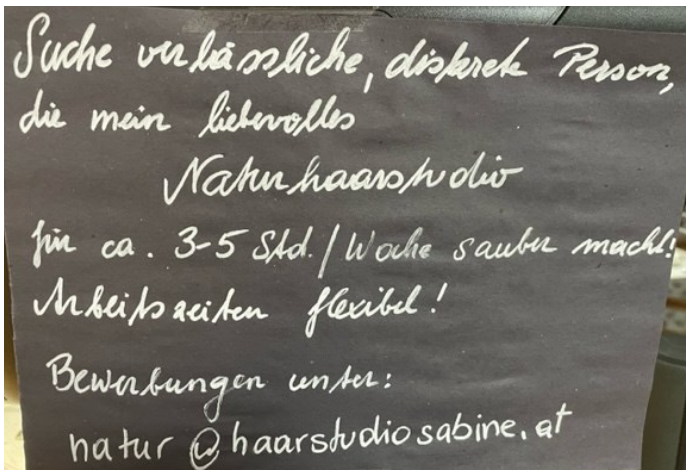 Suche verlässliche, diskrete Person,
die mein liebevolles
Naturhaarstudio
für ca. 3-5 Std./Woche sauber macht!
Arbeitszeiten flexibel!
Bewerbungen unter:
natur@haarstudiosabine.at